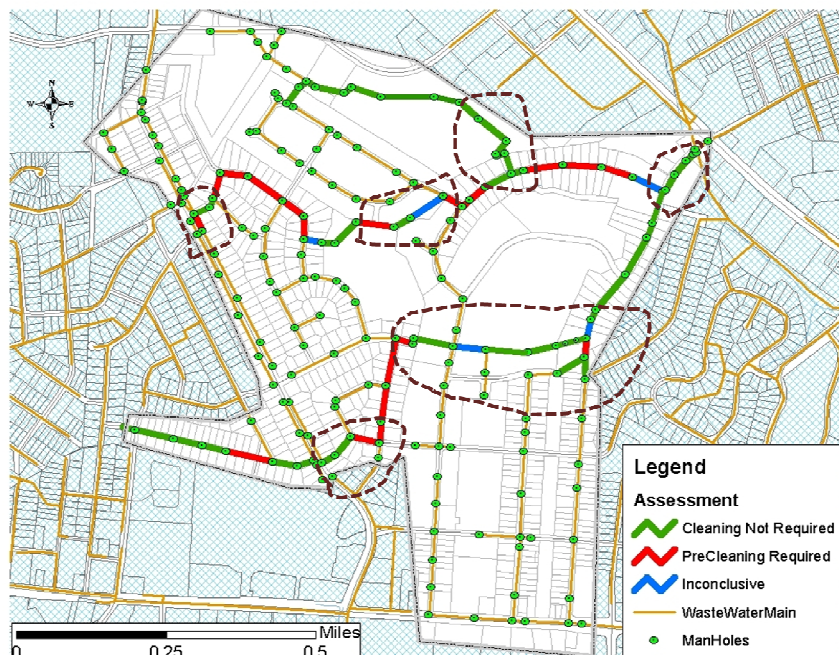 N
W E
S
Legend
Assessment
Cleaning Not Required
PreCleaning Required
Inconclusive
WasteWaterMain
ManHoles
Miles
0 0.25 0.5